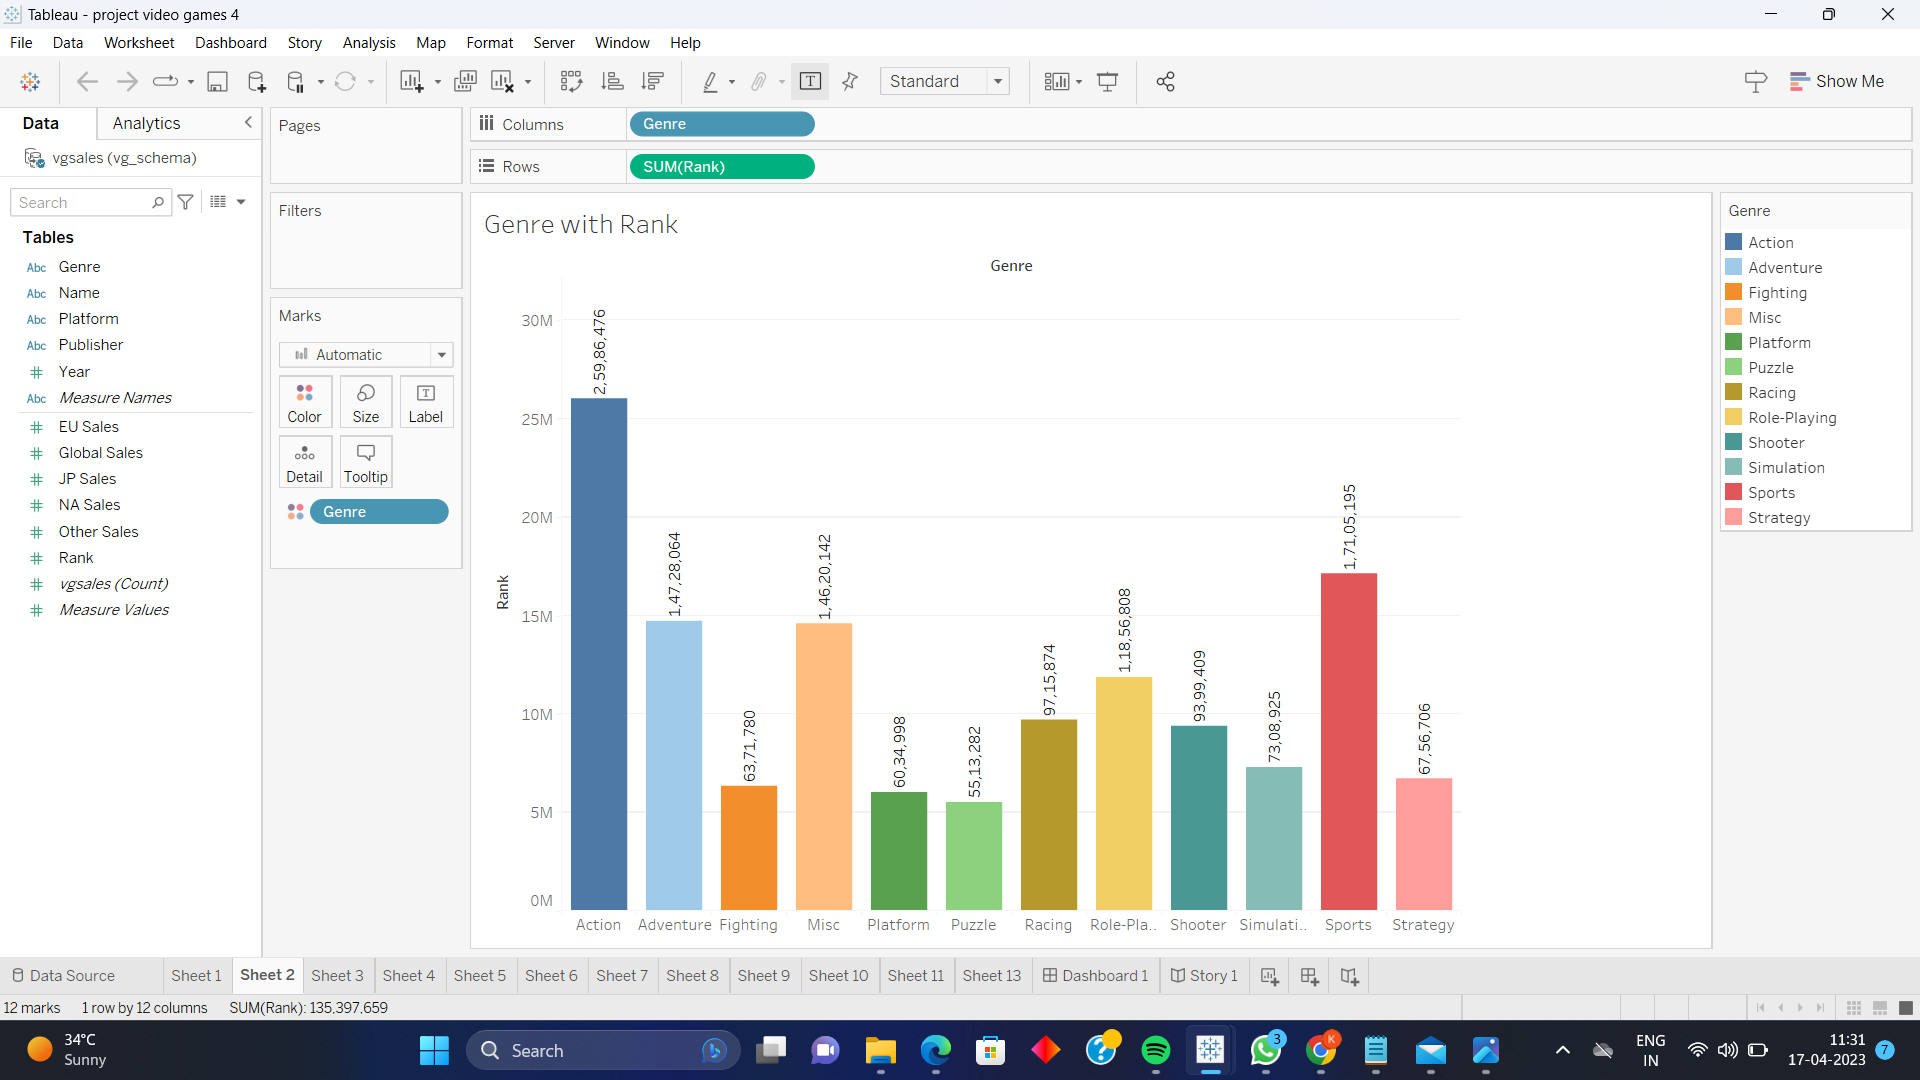 Tableau - project video games 4
File Data Worksheet Dashboard Story Analysis Map Format Server Window Help
Standard
Show Me
Data Analytics
vgsales (vg_schema)
Search
Tables
Abc Genre
Abc Name
Abc Platform
Abc Publisher
# Year
Abc Measure Names
# EU Sales
# Global Sales
# JP Sales
# NA Sales
# Other Sales
# Rank
# vgsales (Count)
# Measure Values
Pages
Filters
Marks
Automatic
Color Size Label
Detail Tooltip
Genre
Columns Genre
Rows SUM(Rank)
Genre with Rank
Genre
Rank
30M
25M
20M
15M
10M
5M
0M
2,59,86,476
1,47,28,064
63,71,780
1,46,20,142
60,34,998
55,13,282
97,15,874
1,18,56,808
93,99,409
73,08,925
1,71,05,195
67,56,706
Action Adventure Fighting Misc Platform Puzzle Racing Role-Pla.. Shooter Simulati.. Sports Strategy
Genre
Action
Adventure
Fighting
Misc
Platform
Puzzle
Racing
Role-Playing
Shooter
Simulation
Sports
Strategy
Data Source Sheet 1 Sheet 2 Sheet 3 Sheet 4 Sheet 5 Sheet 6 Sheet 7 Sheet 8 Sheet 9 Sheet 10 Sheet 11 Sheet 13 Dashboard 1 Story 1
12 marks 1 row by 12 columns SUM(Rank): 135,397,659
34°C
Sunny
Search
3
K
ENG
IN
11:31
17-04-2023
7